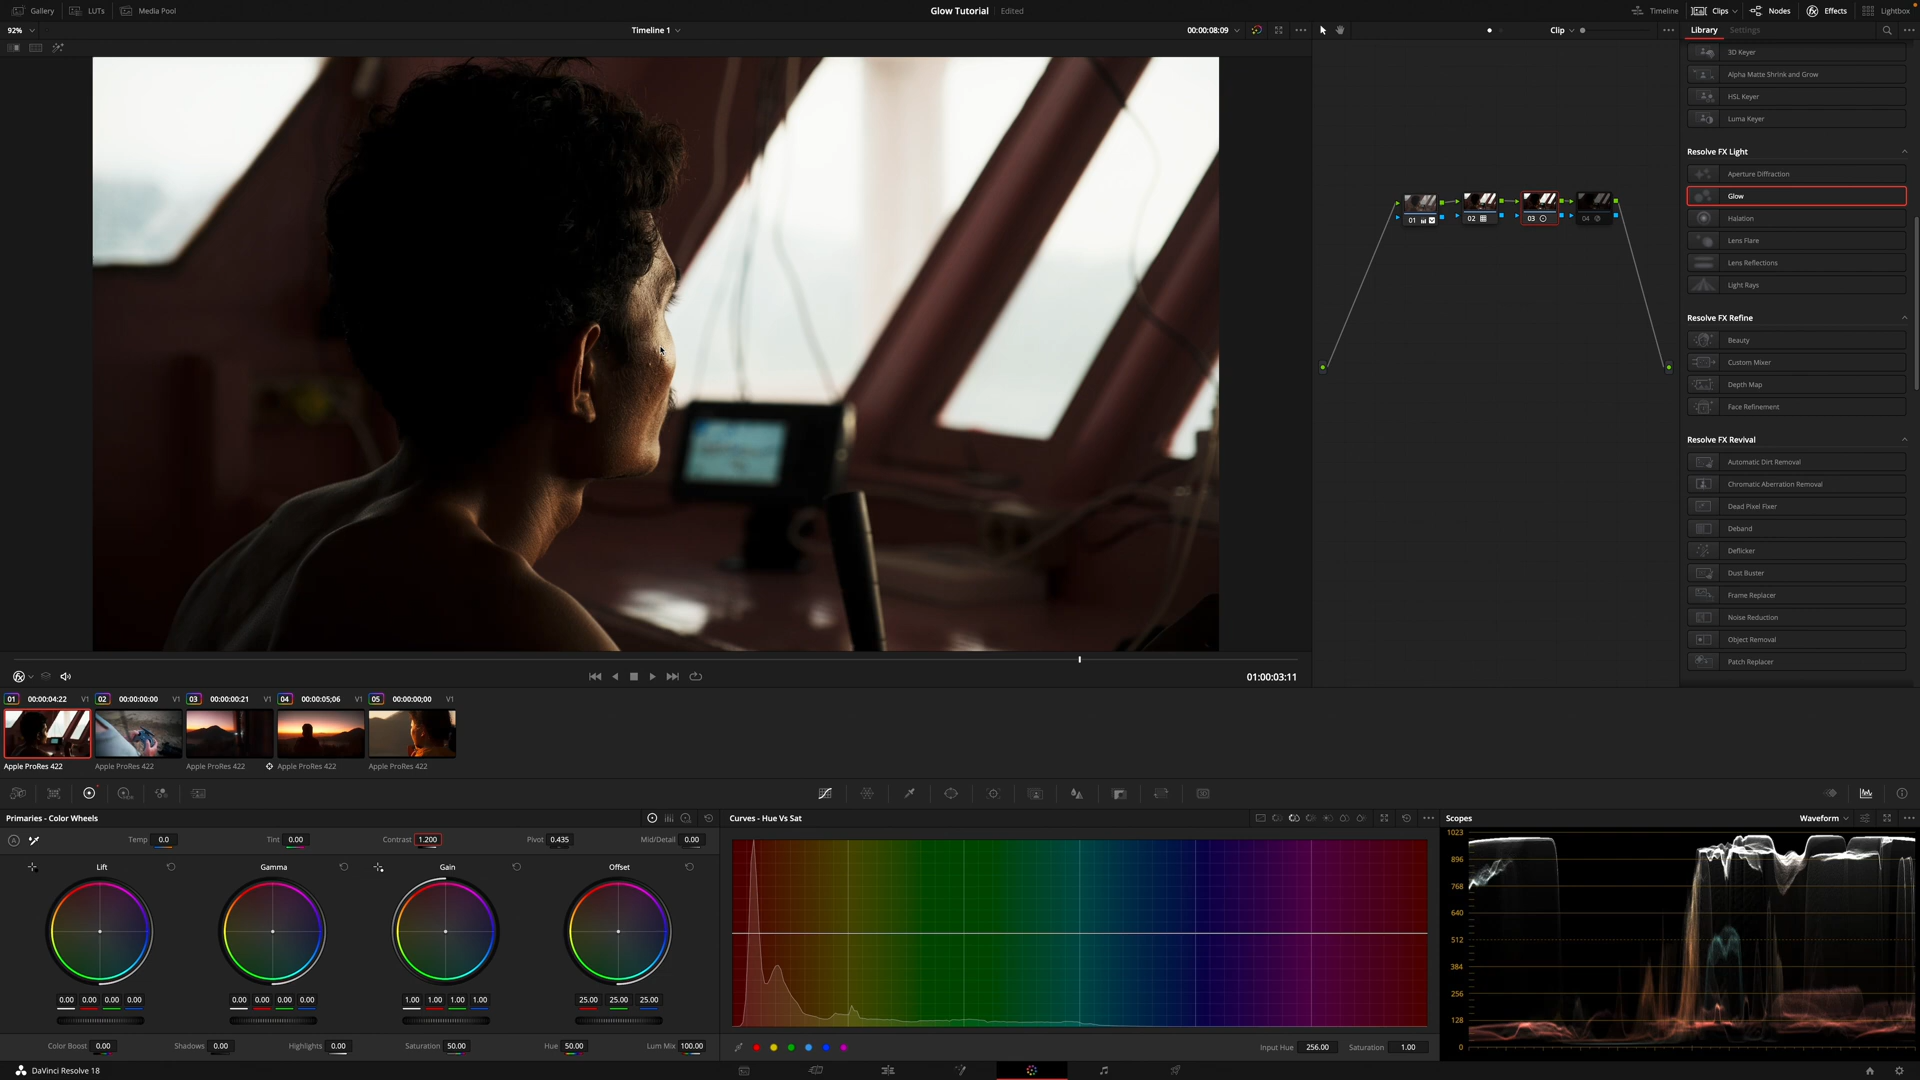 Gallery LUTs Media Pool Glow Tutorial Edited Timeline Clips Nodes Effects Lightbox
92% Timeline 1 00:00:08:09 Clip Library Settings
3D Keyer
Alpha Matte Shrink and Grow
HSL Keyer
Luma Keyer
Resolve FX Light
Aperture Diffraction
Glow
Halation
Lens Flare
Lens Reflections
Light Rays
Resolve FX Refine
Beauty
Custom Mixer
Depth Map
Face Refinement
Resolve FX Revival
Automatic Dirt Removal
Chromatic Aberration Removal
Dead Pixel Fixer
Deband
Deflicker
Dust Buster
Frame Replacer
Noise Reduction
Object Removal
Patch Replacer
01 02 03 04
01:00:03:11
01 00:00:04:22 V1 02 00:00:00:00 V1 03 00:00:00:21 V1 04 00:00:05;06 V1 05 00:00:00;00 V1
Apple ProRes 422 Apple ProRes 422 Apple ProRes 422 Apple ProRes 422 Apple ProRes 422
Primaries - Color Wheels
Temp 0.0 Tint 0.00 Contrast 1.200 Pivot 0.435 Mid/Detail 0.00
Lift Gamma Gain Offset
0.00 0.00 0.00 0.00 0.00 0.00 0.00 0.00 1.00 1.00 1.00 1.00 25.00 25.00 25.00
Color Boost 0.00 Shadows 0.00 Highlights 0.00 Saturation 50.00 Hue 50.00 Lum Mix 100.00
Curves - Hue Vs Sat
Input Hue 256.00 Saturation 1.00
Scopes Waveform
1023
896
768
640
512
384
256
128
0
DaVinci Resolve 18